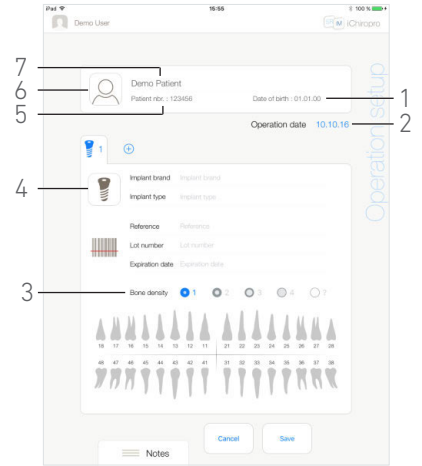 iPad 16:55 100 %
Demo User iM iChiropro
7 Demo Patient
6
5 Patient nbr. : 123456 Date of birth : 01.01.00 1
Operation date 10.10.16 2
Operation setup
1
4 Implant brand Implant brand
Implant type Implant type
Reference Reference
Lot number Lot number
Expiration date Expiration date
3 Bone density 1 2 3 4 ?
18 17 16 15 14 13 12 11 21 22 23 24 25 26 27 28
48 47 46 45 44 43 42 41 31 32 33 34 35 36 37 38
Cancel Save
Notes